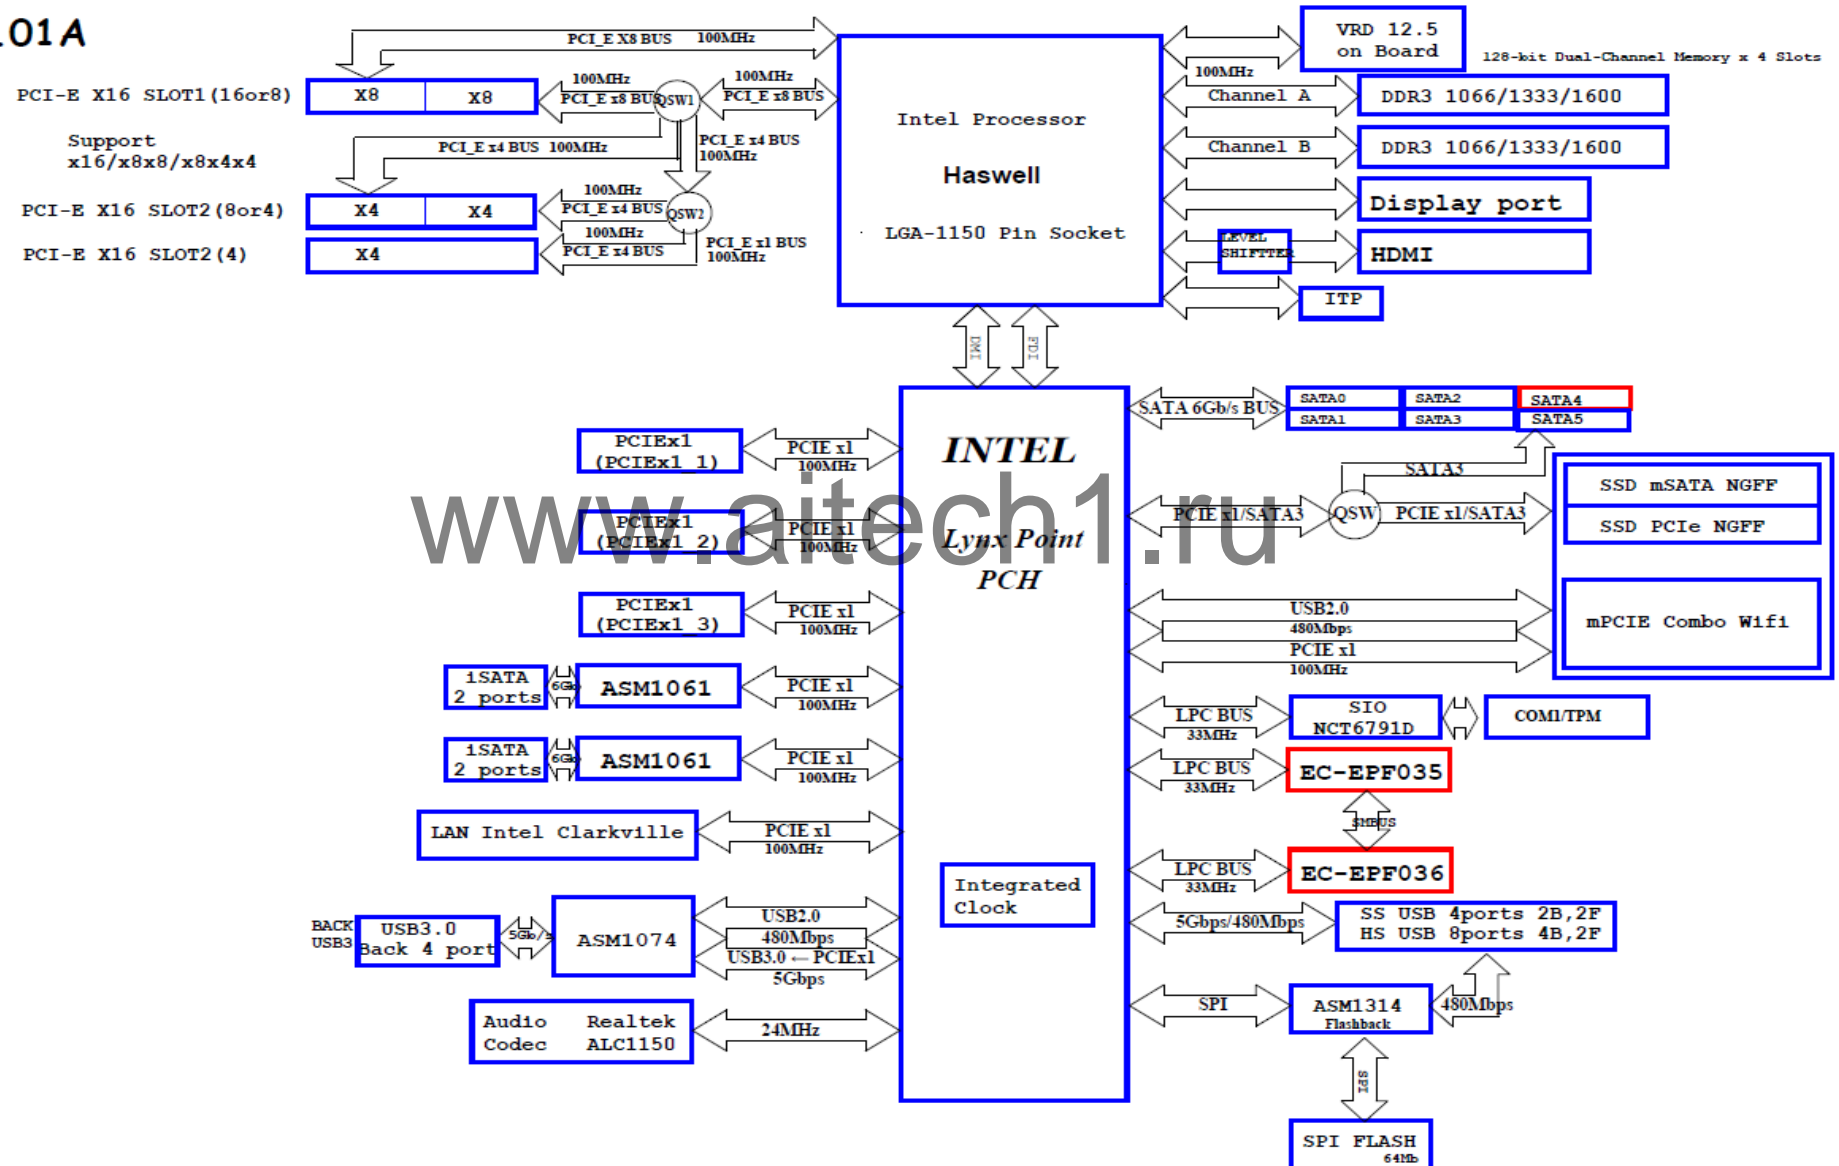 .01A
PCI_E X8 BUS 100MHz
VRD 12.5
on Board
128-bit Dual-Channel Memory x 4 Slots
PCI-E X16 SLOT1(16or8)
X8 X8
100MHz
PCI_E x8 BUS
QSW1
100MHz
PCI_E x8 BUS
Support
x16/x8x8/x8x4x4
PCI_E x4 BUS 100MHz
PCI_E x4 BUS
100MHz
PCI-E X16 SLOT2(8or4)
X4 X4
100MHz
PCI_E x4 BUS
QSW2
PCI-E X16 SLOT2(4)
X4
100MHz
PCI_E x4 BUS
PCI_E x1 BUS
100MHz
Intel Processor
Haswell
LGA-1150 Pin Socket
100MHz
Channel A
DDR3 1066/1333/1600
Channel B
DDR3 1066/1333/1600
Display port
LEVEL
SHIFTTER
HDMI
ITP
DMI
FDI
INTEL
Lynx Point
PCH
Integrated
Clock
PCIEx1
(PCIEx1_1)
PCIE x1
100MHz
PCIEx1
(PCIEx1_2)
PCIE x1
100MHz
PCIEx1
(PCIEx1_3)
PCIE x1
100MHz
iSATA
2 ports
6Gb
ASM1061
PCIE x1
100MHz
iSATA
2 ports
6Gb
ASM1061
PCIE x1
100MHz
LAN Intel Clarkville
PCIE x1
100MHz
BACK
USB3
USB3.0
Back 4 port
5Gb/s
ASM1074
USB2.0
480Mbps
USB3.0 ← PCIEx1
5Gbps
Audio Realtek
Codec ALC1150
24MHz
SATA 6Gb/s BUS
SATA0 SATA2 SATA4
SATA1 SATA3 SATA5
SATA3
PCIE x1/SATA3
QSW
PCIE x1/SATA3
SSD mSATA NGFF
SSD PCIe NGFF
USB2.0
480Mbps
PCIE x1
100MHz
mPCIE Combo Wifi
LPC BUS
33MHz
SIO
NCT6791D
COM1/TPM
LPC BUS
33MHz
EC-EPF035
SMBUS
LPC BUS
33MHz
EC-EPF036
5Gbps/480Mbps
SS USB 4ports 2B,2F
HS USB 8ports 4B,2F
SPI
ASM1314
Flashback
480Mbps
SPI
SPI FLASH
64Mb
www.aitech1.ru